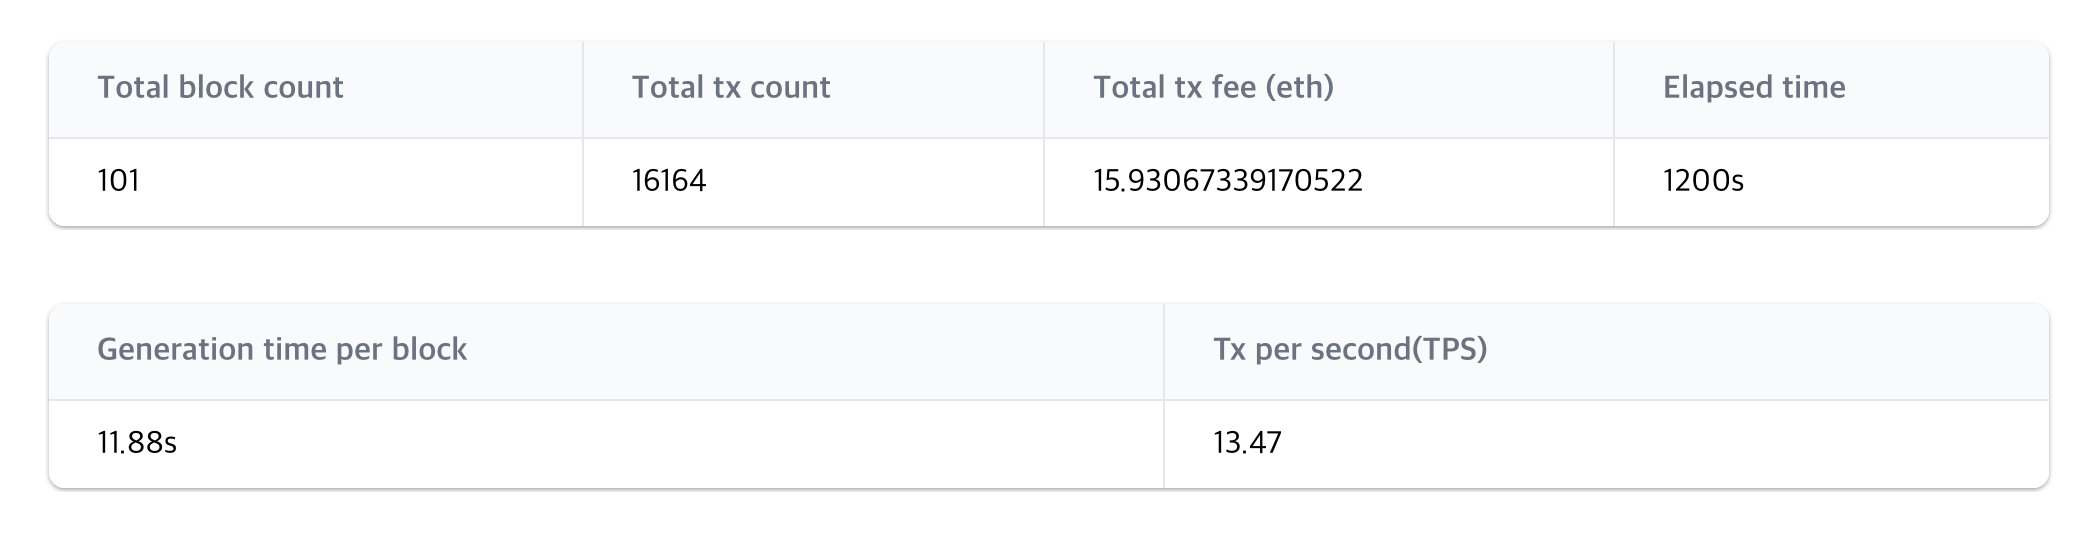 Total block count Total tx count Total tx fee (eth) Elapsed time
101 16164 15.93067339170522 1200s
Generation time per block Tx per second(TPS)
11.88s 13.47